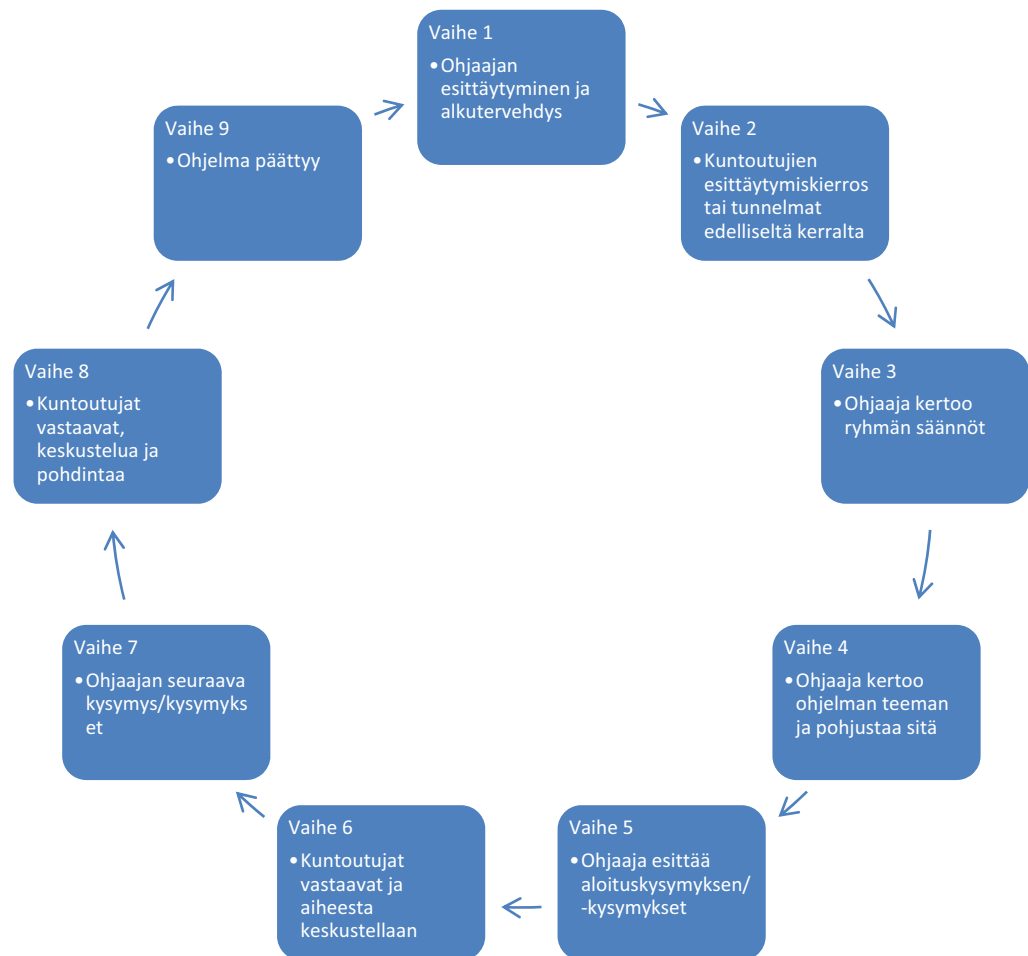 Vaihe 1
•Ohjaajan
esittäytyminen ja
alkutervehdys
Vaihe 2
•Kuntoutujien
esittäytymiskierros
tai tunnelmat
edelliseltä kerralta
Vaihe 3
•Ohjaaja kertoo
ryhmän säännöt
Vaihe 4
•Ohjaaja kertoo
ohjelman teeman
ja pohjustaa sitä
Vaihe 5
•Ohjaaja esittää
aloituskysymyksen/
-kysymykset
Vaihe 6
•Kuntoutujat
vastaavat ja
aiheesta
keskustellaan
Vaihe 7
•Ohjaajan seuraava
kysymys/kysymyks
et
Vaihe 8
•Kuntoutujat
vastaavat,
keskustelua ja
pohdintaa
Vaihe 9
•Ohjelma päättyy